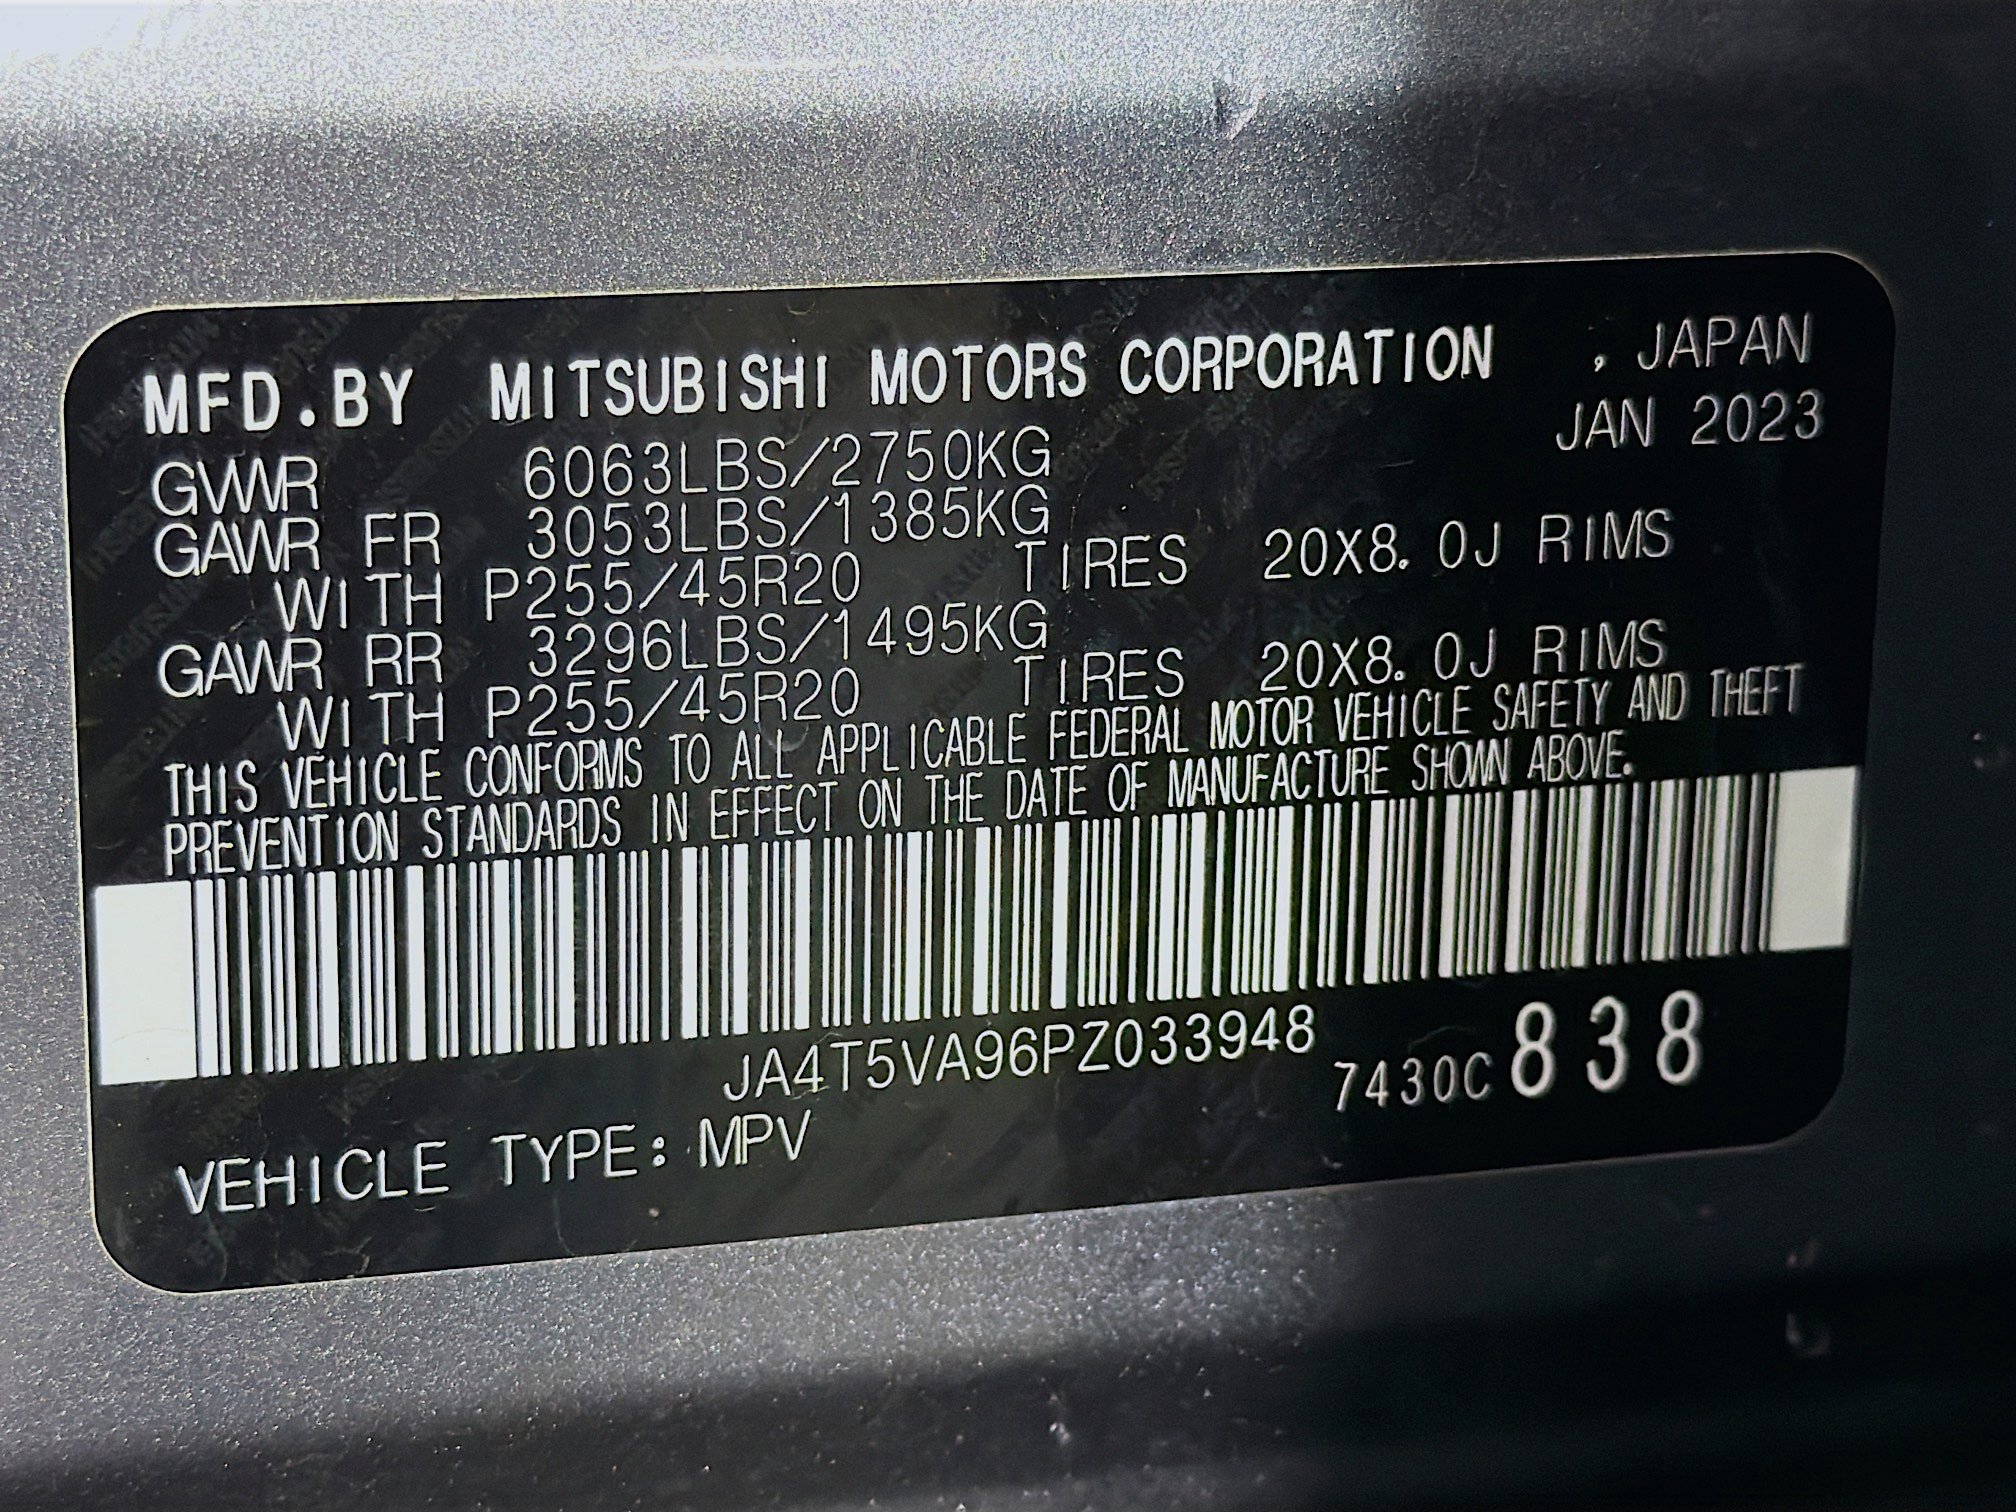 MFD.BY MITSUBISHI MOTORS CORPORATION , JAPAN
JAN 2023
GVWR 6063LBS/2750KG
GAWR FR 3053LBS/1385KG
WITH P255/45R20 TIRES 20X8.0J RIMS
GAWR RR 3296LBS/1495KG
WITH P255/45R20 TIRES 20X8.0J RIMS
THIS VEHICLE CONFORMS TO ALL APPLICABLE FEDERAL MOTOR VEHICLE SAFETY AND THEFT
PREVENTION STANDARDS IN EFFECT ON THE DATE OF MANUFACTURE SHOWN ABOVE.
JA4T5VA96PZ033948
7430C 838
VEHICLE TYPE: MPV